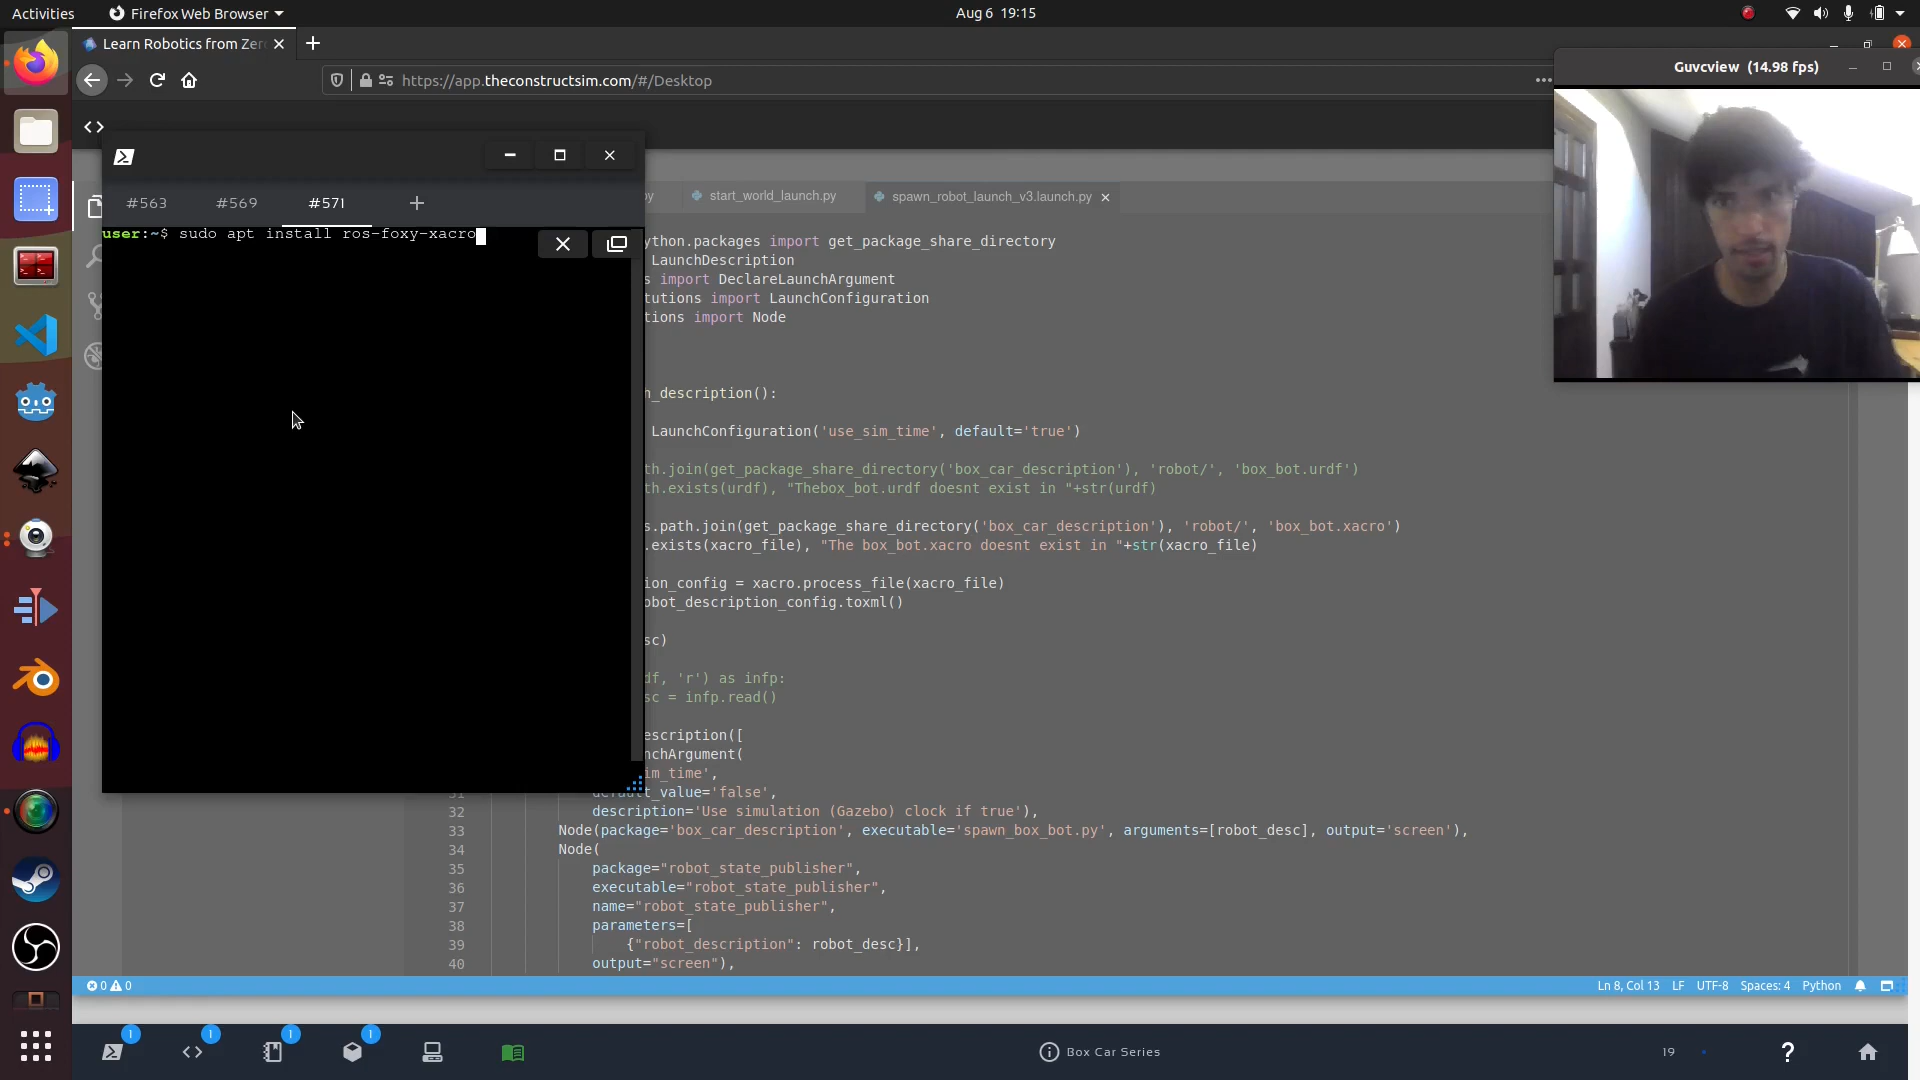 Activities
Firefox Web Browser
Aug 6 19:15
Learn Robotics from Zer
https://app.theconstructsim.com/#/Desktop
Guvcview (14.98 fps)
#563
#569
#571
user:~$ sudo apt install ros-foxy-xacro
y
start_world_launch.py
spawn_robot_launch_v3.launch.py
ython.packages import get_package_share_directory
LaunchDescription
s import DeclareLaunchArgument
tutions import LaunchConfiguration
tions import Node
h_description():
LaunchConfiguration('use_sim_time', default='true')
th.join(get_package_share_directory('box_car_description'), 'robot/', 'box_bot.urdf')
th.exists(urdf), "Thebox_bot.urdf doesnt exist in "+str(urdf)
s.path.join(get_package_share_directory('box_car_description'), 'robot/', 'box_bot.xacro')
.exists(xacro_file), "The box_bot.xacro doesnt exist in "+str(xacro_file)
ion_config = xacro.process_file(xacro_file)
obot_description_config.toxml()
sc)
df, 'r') as infp:
sc = infp.read()
escription([
nchArgument(
im_time',
31 default_value='false',
32 description='Use simulation (Gazebo) clock if true'),
33 Node(package='box_car_description', executable='spawn_box_bot.py', arguments=[robot_desc], output='screen'),
34 Node(
35 package="robot_state_publisher",
36 executable="robot_state_publisher",
37 name="robot_state_publisher",
38 parameters=[
39 {"robot_description": robot_desc}],
40 output="screen"),
0 0
Ln 8, Col 13
LF
UTF-8
Spaces: 4
Python
1
1
1
1
Box Car Series
19
?